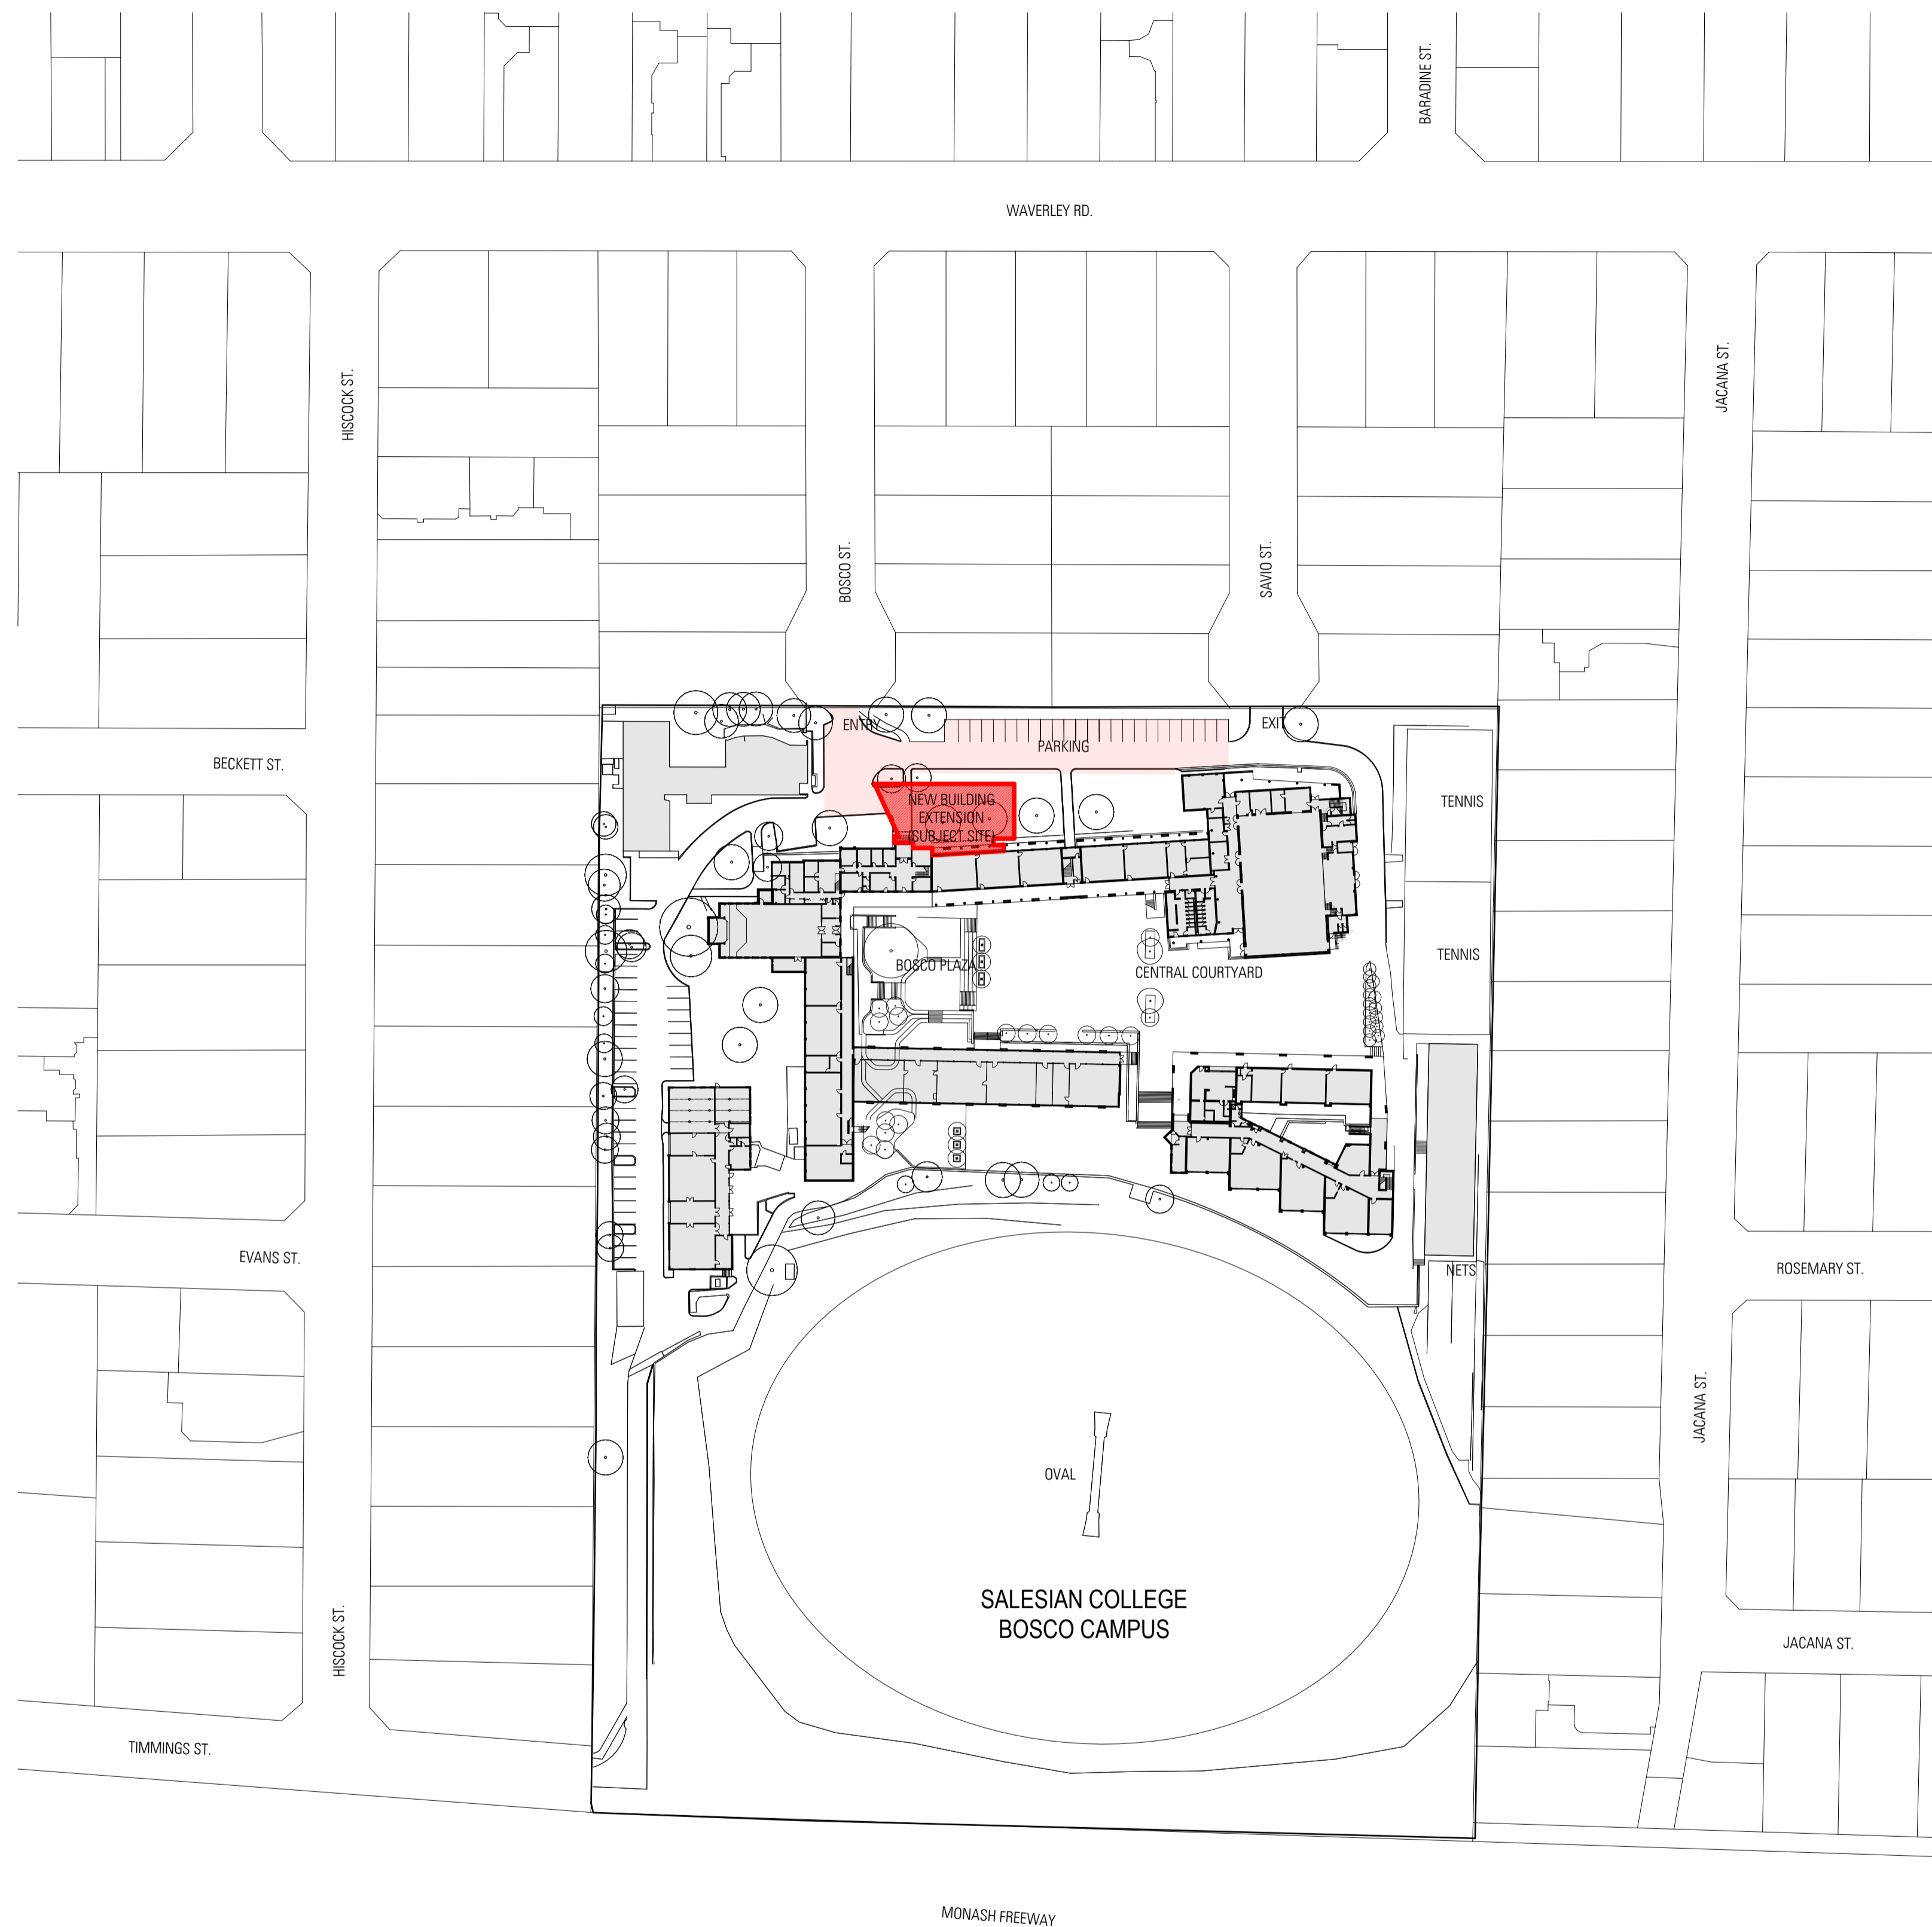 BARADINE ST.
WAVERLEY RD.
HISCOCK ST.
JACANA ST.
BOSCO ST.
SAVIO ST.
ENTRY
EXIT
PARKING
BECKETT ST.
NEW BUILDING
EXTENSION
(SUBJECT SITE)
TENNIS
BOSCO PLAZA
CENTRAL COURTYARD
TENNIS
EVANS ST.
NETS
ROSEMARY ST.
JACANA ST.
OVAL
SALESIAN COLLEGE
BOSCO CAMPUS
HISCOCK ST.
JACANA ST.
TIMMINGS ST.
MONASH FREEWAY